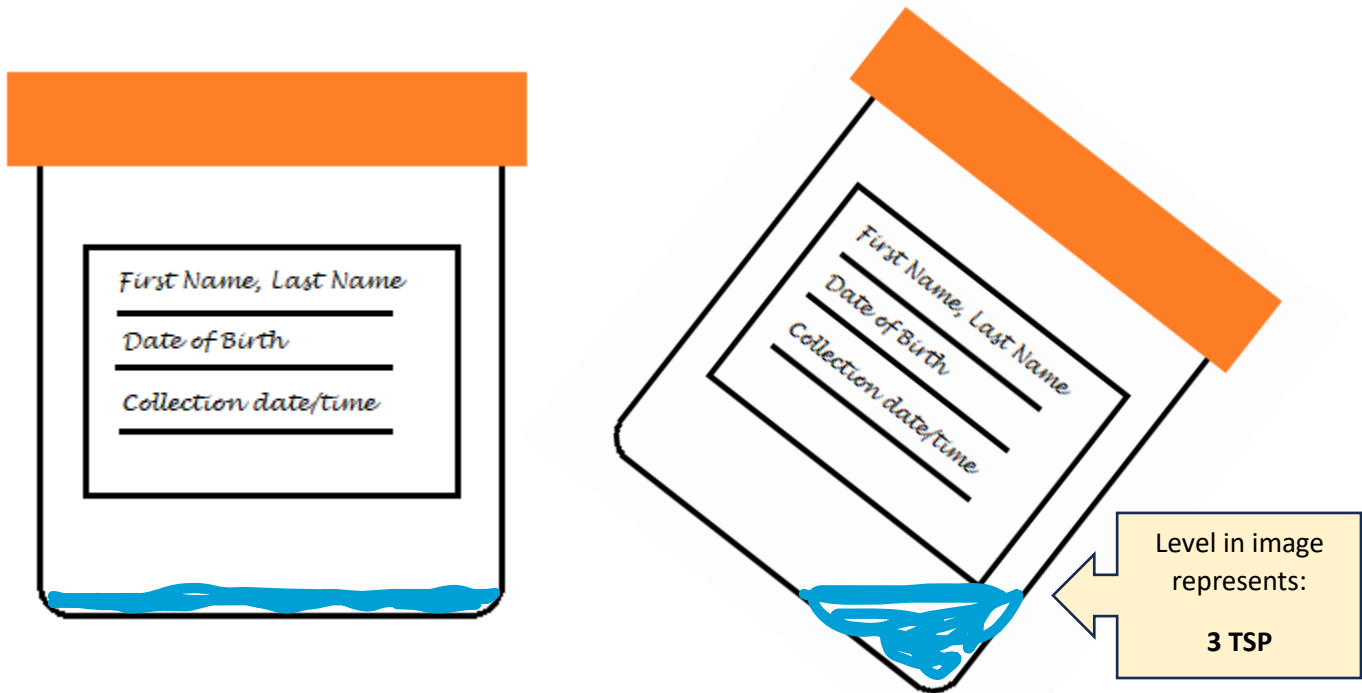 First Name, Last Name
Date of Birth
Collection date/time
First Name, Last Name
Date of Birth
Collection date/time
Level in image
represents:
3 TSP